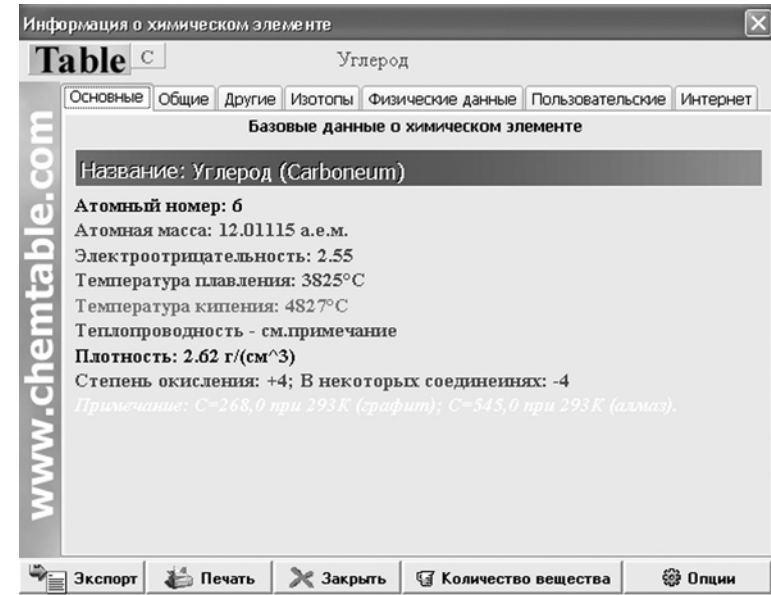 Информация о химическом элементе
Table C Углерод
Основные Общие Другие Изотопы Физические данные Пользовательские Интернет
Базовые данные о химическом элементе
Название: Углерод (Carboneum)
Атомный номер: 6
Атомная масса: 12.01115 а.е.м.
Электроотрицательность: 2.55
Температура плавления: 3825°C
Температура кипения: 4827°C
Теплопроводность - см.примечание
Плотность: 2.62 г/(см^3)
Степень окисления: +4; В некоторых соединеинях: -4
Примечание: C=268,0 при 293К (графит); C=545,0 при 293К (алмаз).
www.chemtable.com
Экспорт Печать Закрыть Количество вещества Опции